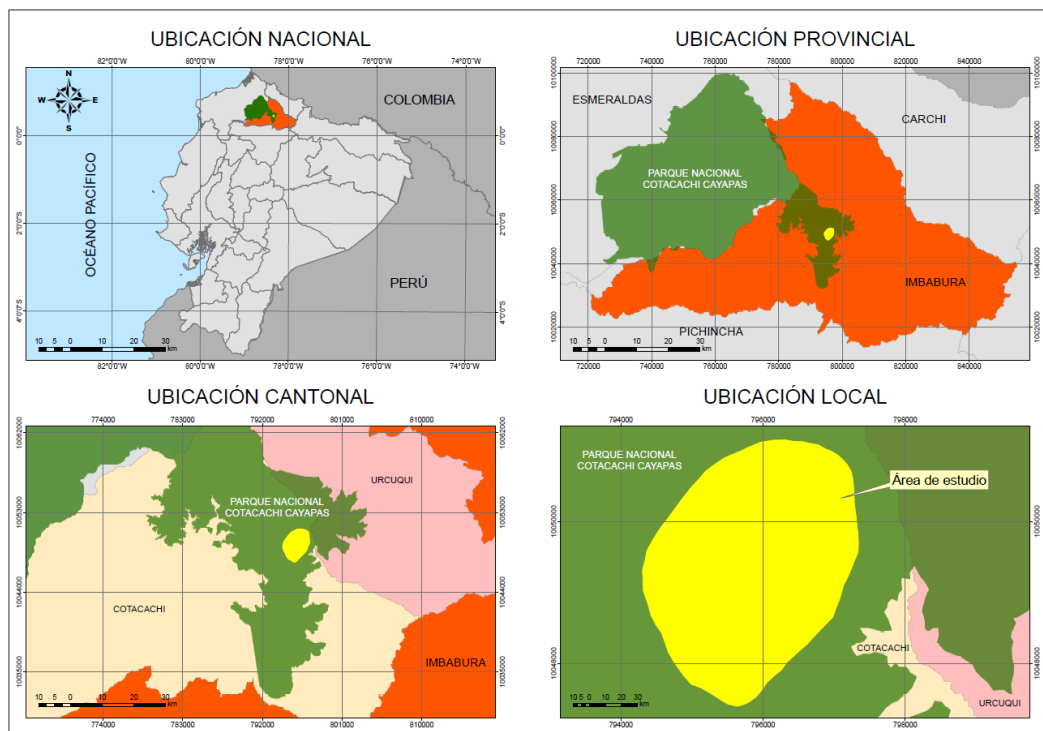 UBICACIÓN NACIONAL
82°0'0"W 80°0'0"W 78°0'0"W 76°0'0"W 74°0'0"W
N
W E
S
COLOMBIA
0°0'0" 0°0'0"
OCÉANO PACÍFICO
2°0'0"S 2°0'0"S
PERÚ
4°0'0"S 4°0'0"S
10 5 0 10 20 30
km
82°0'0"W 80°0'0"W 78°0'0"W 76°0'0"W 74°0'0"W
UBICACIÓN PROVINCIAL
720000 740000 760000 780000 800000 820000 840000
10100000 10100000
ESMERALDAS
CARCHI
10080000 10080000
PARQUE NACIONAL
COTACACHI CAYAPAS
10060000 10060000
10040000 10040000
IMBABURA
10020000 10020000
PICHINCHA
10 5 0 10 20 30
km
720000 740000 760000 780000 800000 820000 840000
UBICACIÓN CANTONAL
774000 783000 792000 801000 810000
10062000 10062000
URCUQUI
PARQUE NACIONAL
COTACACHI CAYAPAS
10053000 10053000
10044000 10044000
COTACACHI
IMBABURA
10035000 10035000
10 5 0 10 20 30
km
774000 783000 792000 801000 810000
UBICACIÓN LOCAL
794000 796000 798000
PARQUE NACIONAL
COTACACHI CAYAPAS
Área de estudio
10050000 10050000
COTACACHI
10048000 10048000
10 5 0 10 20 30
km
URCUQUI
794000 796000 798000